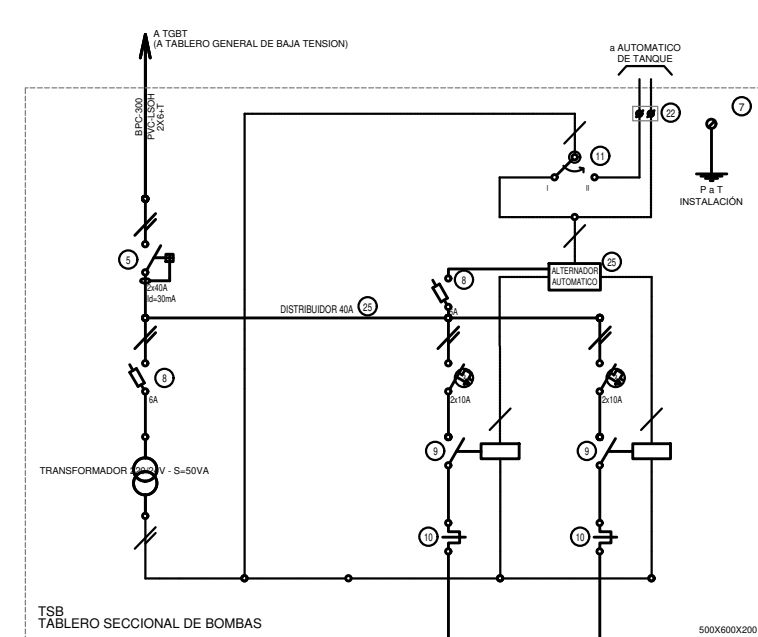 A TGBT
(A TABLERO GENERAL DE BAJA TENSION)
a AUTOMATICO
DE TANQUE
BPC-300
PVC-LSOH
2X6+T
22
7
11
I
II
P a T
INSTALACIÓN
5
2x40A
Id=30mA
8
ALTERNADOR
AUTOMATICO
25
DISTRIBUIDOR 40A
25
6A
8
6A
2x10A
2x10A
9
9
TRANSFORMADOR 220/24V - S=50VA
10
10
TSB
TABLERO SECCIONAL DE BOMBAS
500X600X200